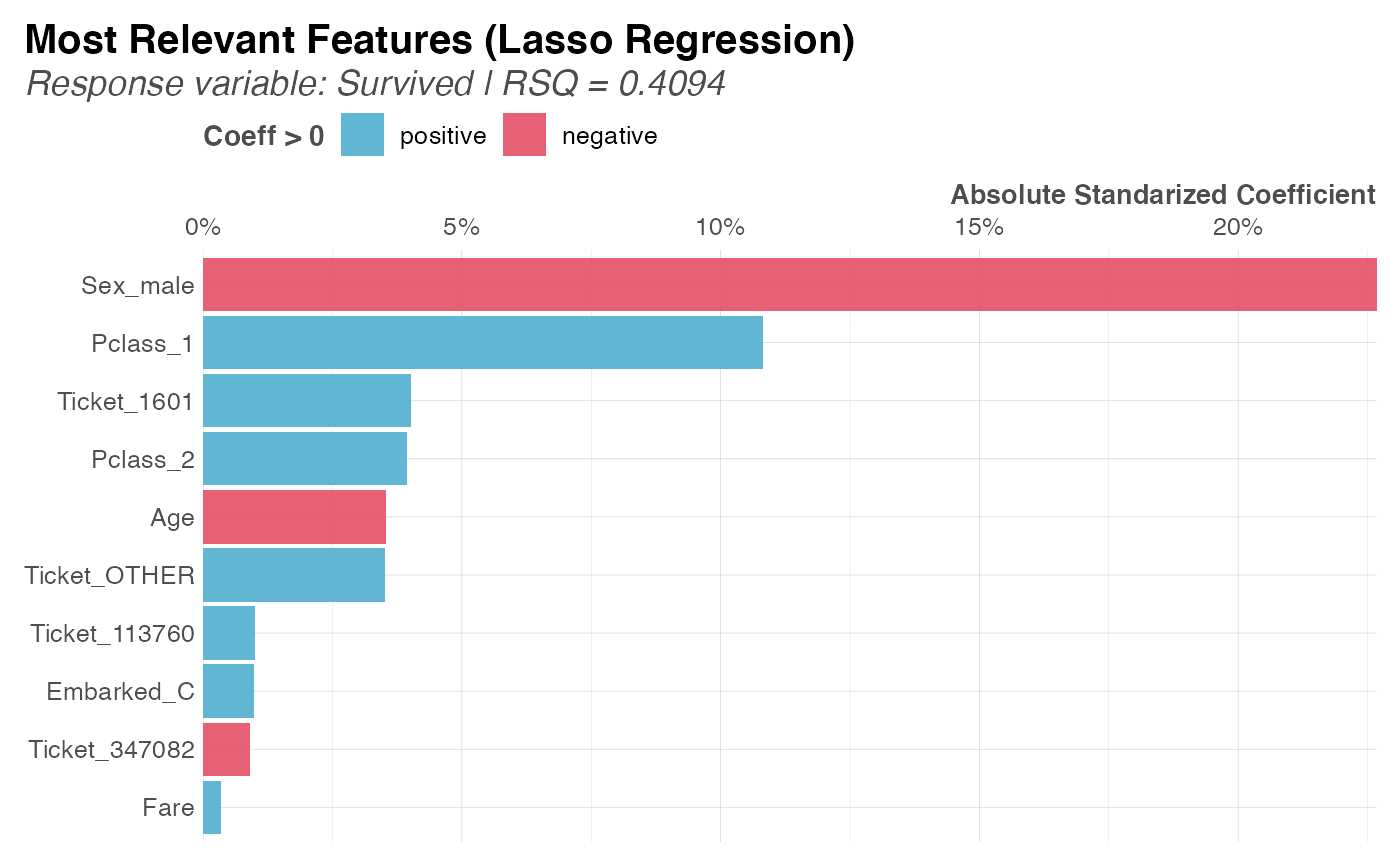 Most Relevant Features (Lasso Regression)
Response variable: Survived | RSQ = 0.4094
Coeff > 0 positive negative
Absolute Standarized Coefficient
0% 5% 10% 15% 20%
Sex_male
Pclass_1
Ticket_1601
Pclass_2
Age
Ticket_OTHER
Ticket_113760
Embarked_C
Ticket_347082
Fare